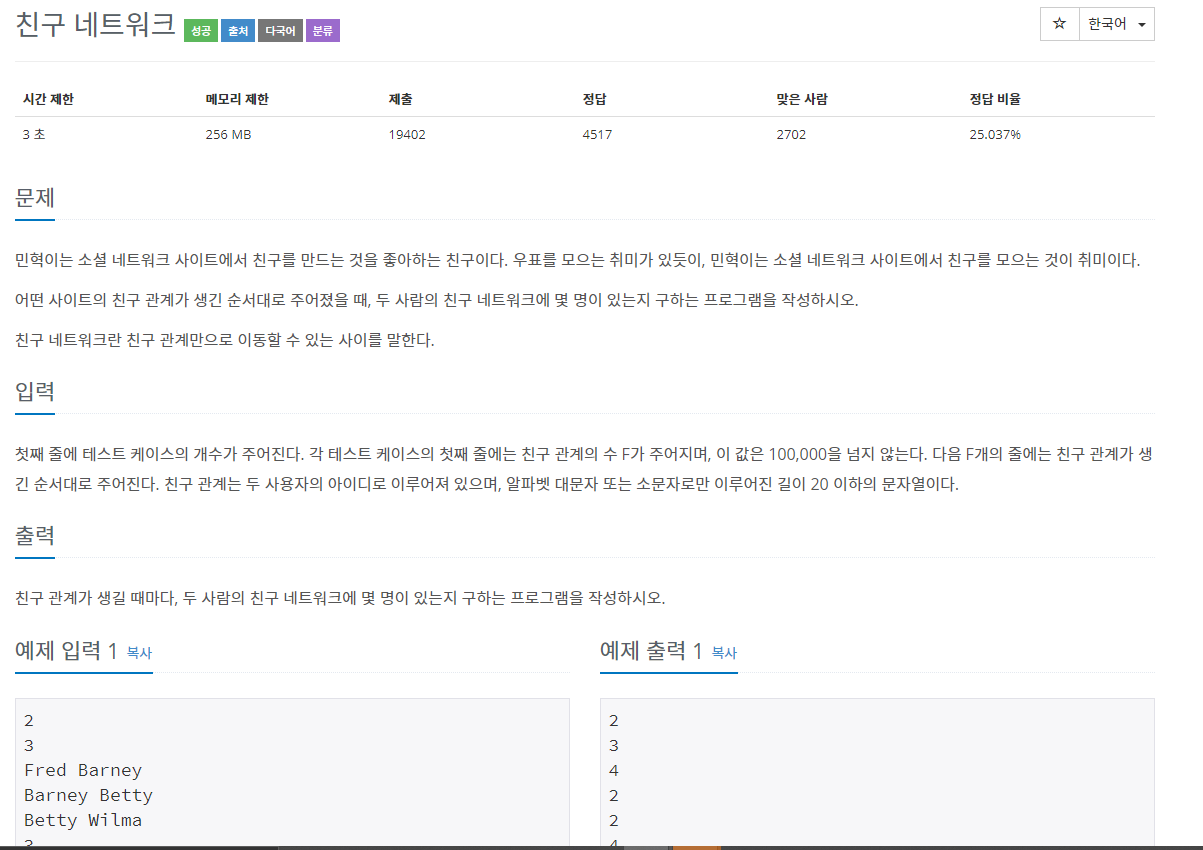 친구 네트워크 성공 출처 다국어 분류
☆ 한국어
시간 제한 메모리 제한 제출 정답 맞은 사람 정답 비율
3 초 256 MB 19402 4517 2702 25.037%
문제
민혁이는 소셜 네트워크 사이트에서 친구를 만드는 것을 좋아하는 친구이다. 우표를 모으는 취미가 있듯이, 민혁이는 소셜 네트워크 사이트에서 친구를 모으는 것이 취미이다.
어떤 사이트의 친구 관계가 생긴 순서대로 주어졌을 때, 두 사람의 친구 네트워크에 몇 명이 있는지 구하는 프로그램을 작성하시오.
친구 네트워크란 친구 관계만으로 이동할 수 있는 사이를 말한다.
입력
첫째 줄에 테스트 케이스의 개수가 주어진다. 각 테스트 케이스의 첫째 줄에는 친구 관계의 수 F가 주어지며, 이 값은 100,000을 넘지 않는다. 다음 F개의 줄에는 친구 관계가 생
긴 순서대로 주어진다. 친구 관계는 두 사용자의 아이디로 이루어져 있으며, 알파벳 대문자 또는 소문자로만 이루어진 길이 20 이하의 문자열이다.
출력
친구 관계가 생길 때마다, 두 사람의 친구 네트워크에 몇 명이 있는지 구하는 프로그램을 작성하시오.
예제 입력 1 복사
2
3
Fred Barney
Barney Betty
Betty Wilma
예제 출력 1 복사
2
3
4
2
2
4